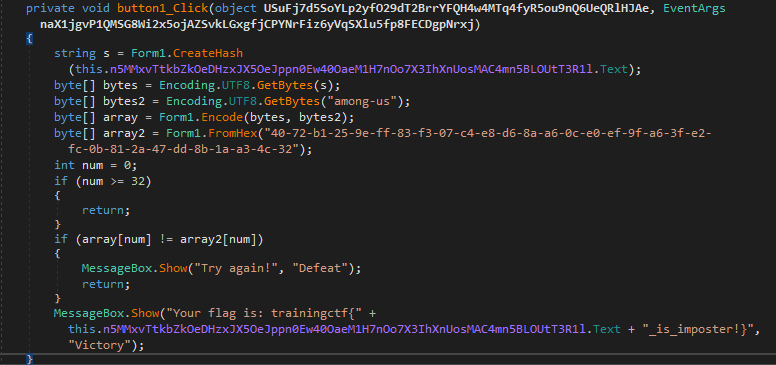 private void button1_Click(object USuFj7d5SoYLp2yfO29dT2BrrYFQH4w4MTq4fyR5ou9nQ6UeQRlHJAe, EventArgs
naX1jgvP1QMSG8Wi2x5ojAZSvkLGxgfjCPYNrFiz6yVqSXlu5fp8FECDgpNrxj)
{
string s = Form1.CreateHash
(this.n5MMxvTtkbZkOeDHzxJX5OeJppn0Ew40OaeM1H7nOo7X3IhXnUosMAC4mn5BLOUtT3R1l.Text);
byte[] bytes = Encoding.UTF8.GetBytes(s);
byte[] bytes2 = Encoding.UTF8.GetBytes("among-us");
byte[] array = Form1.Encode(bytes, bytes2);
byte[] array2 = Form1.FromHex("40-72-b1-25-9e-ff-83-f3-07-c4-e8-d6-8a-a6-0c-e0-ef-9f-a6-3f-e2-
fc-0b-81-2a-47-dd-8b-1a-a3-4c-32");
int num = 0;
if (num >= 32)
{
return;
}
if (array[num] != array2[num])
{
MessageBox.Show("Try again!", "Defeat");
return;
}
MessageBox.Show("Your flag is: trainingctf{" +
this.n5MMxvTtkbZkOeDHzxJX5OeJppn0Ew40OaeM1H7nOo7X3IhXnUosMAC4mn5BLOUtT3R1l.Text + "_is_imposter!}",
"Victory");
}